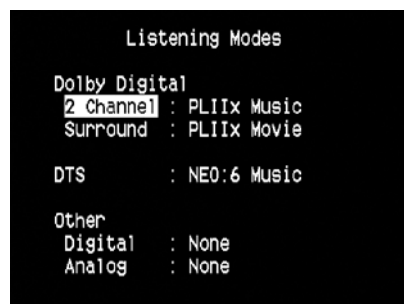 Listening Modes
Dolby Digital
2 Channel : PLIIx Music
Surround : PLIIx Movie
DTS : NEO:6 Music
Other
Digital : None
Analog : None